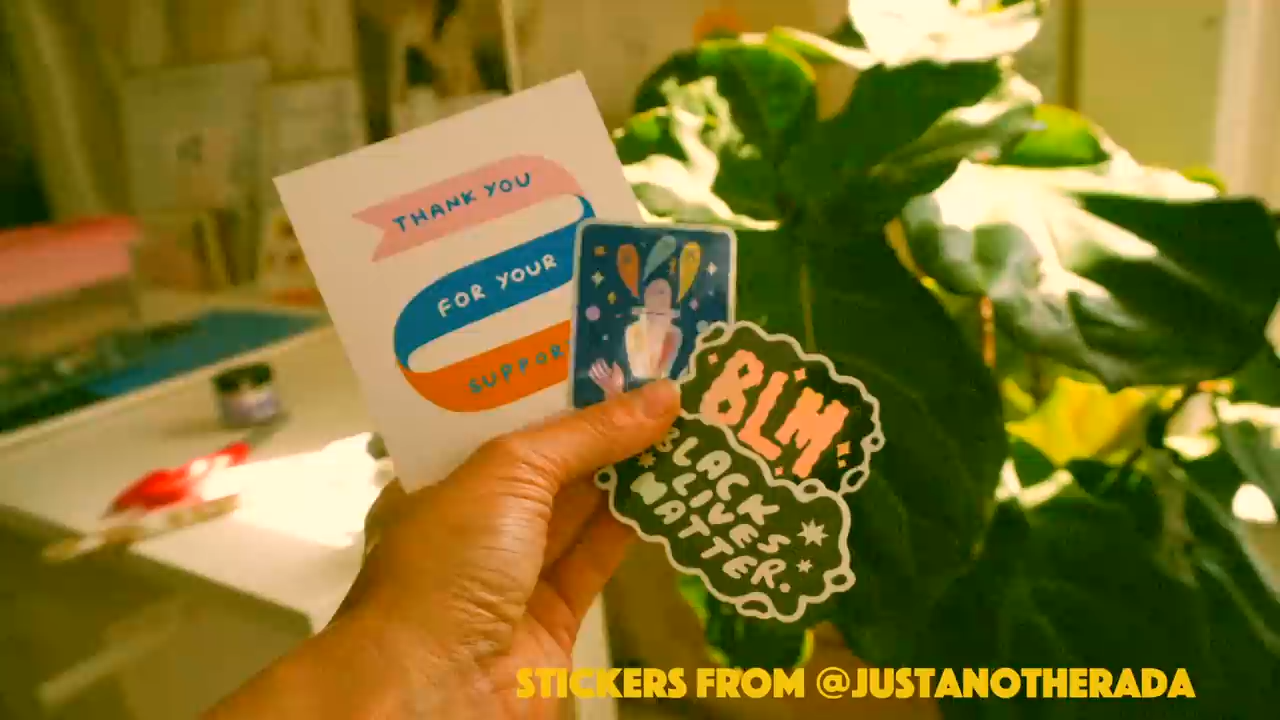 THANK YOU
FOR YOUR
SUPPORT
BLM
BLACK
LIVES
MATTER.
STICKERS FROM @JUSTANOTHERADA